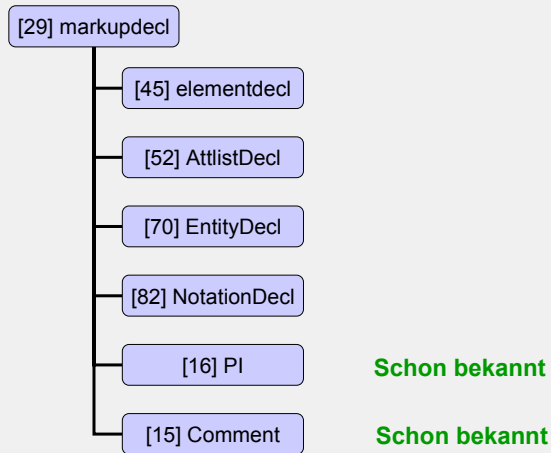 [29] markupdecl
[45] elementdecl
[52] AttlistDecl
[70] EntityDecl
[82] NotationDecl
[16] PI Schon bekannt
[15] Comment Schon bekannt